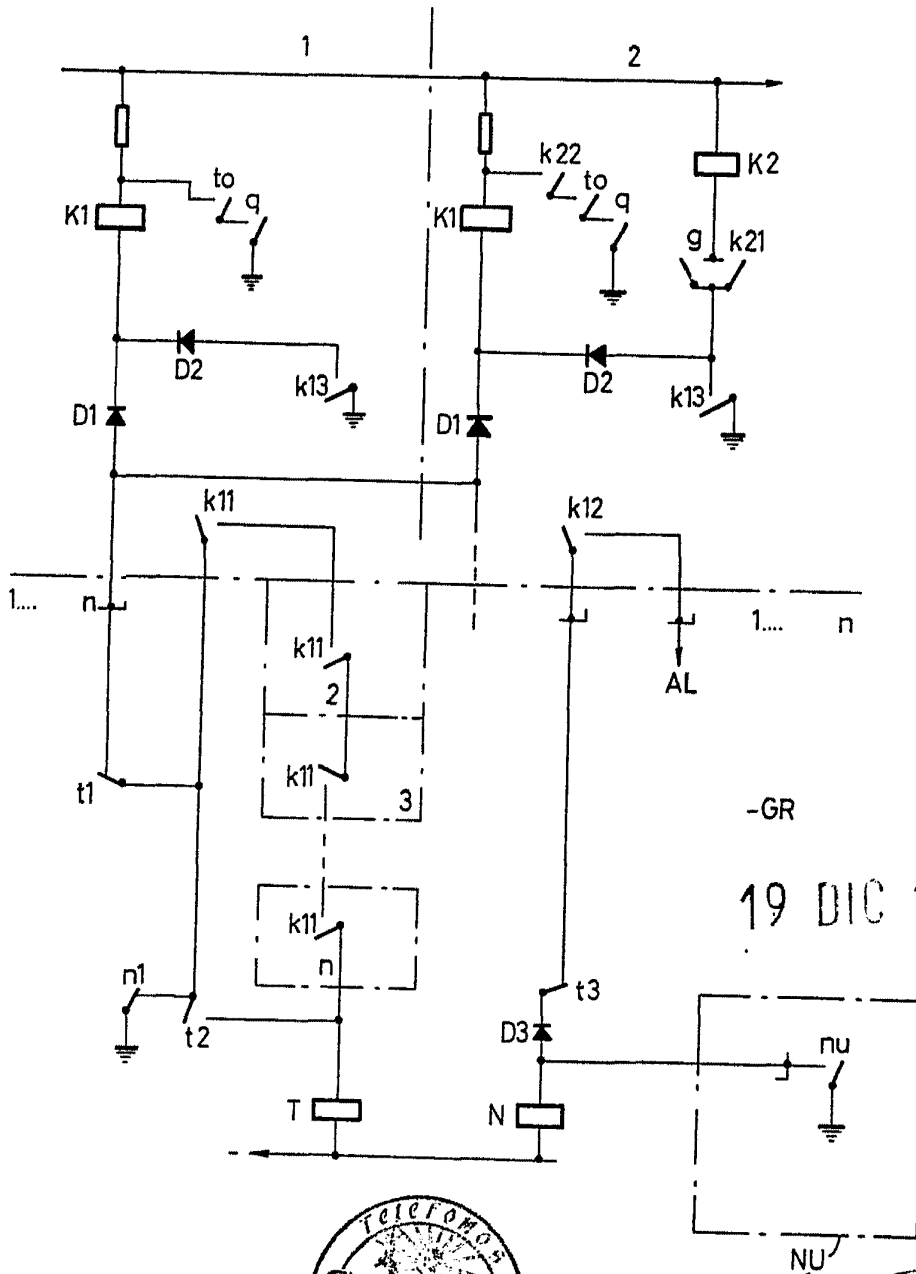 1
2
to
q
K1
k22
to
q
K1
K2
g
k21
D2
k13
D1
D2
k13
D1
k11
k12
1....
n
k11
2
1....
n
AL
k11
3
t1
-GR
19 DIC
k11
n
n1
t2
t3
D3
nu
T
N
-
NU